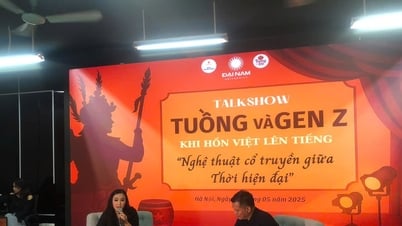 ĐẠI NAM
TALKSHOW
TUỒNG VÀ GEN Z
KHI HỒN VIỆT LÊN TIẾNG
"Nghệ thuật cổ truyền giữa
Thời hiện đại"
Hà Nội, Ngày 05 năm 2025